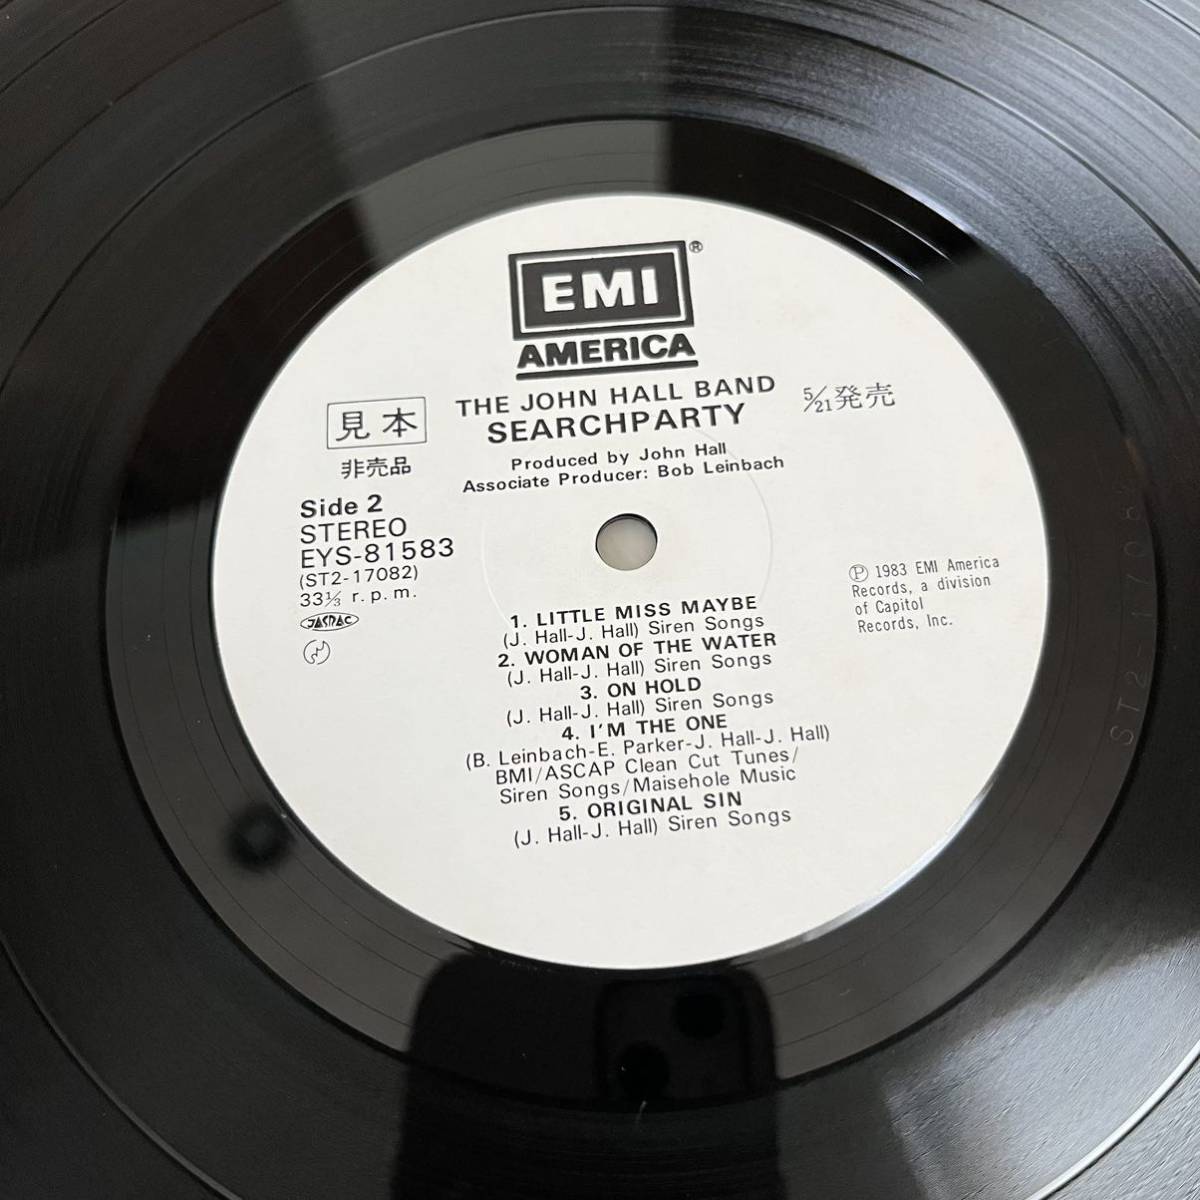 EMI®
AMERICA
THE JOHN HALL BAND
SEARCHPARTY
5/21発売
見本
非売品
Produced by John Hall
Associate Producer: Bob Leinbach
Side 2
STEREO
EYS-81583
(ST2-17082)
33⅓ r.p.m.
JASRAC
Ⓟ 1983 EMI America
Records, a division
of Capitol
Records, Inc.
1. LITTLE MISS MAYBE
(J. Hall-J. Hall) Siren Songs
2. WOMAN OF THE WATER
(J. Hall-J. Hall) Siren Songs
3. ON HOLD
(J. Hall-J. Hall) Siren Songs
4. I'M THE ONE
(B. Leinbach-E. Parker-J. Hall-J. Hall)
BMI/ASCAP Clean Cut Tunes/
Siren Songs/Maisehole Music
5. ORIGINAL SIN
(J. Hall-J. Hall) Siren Songs